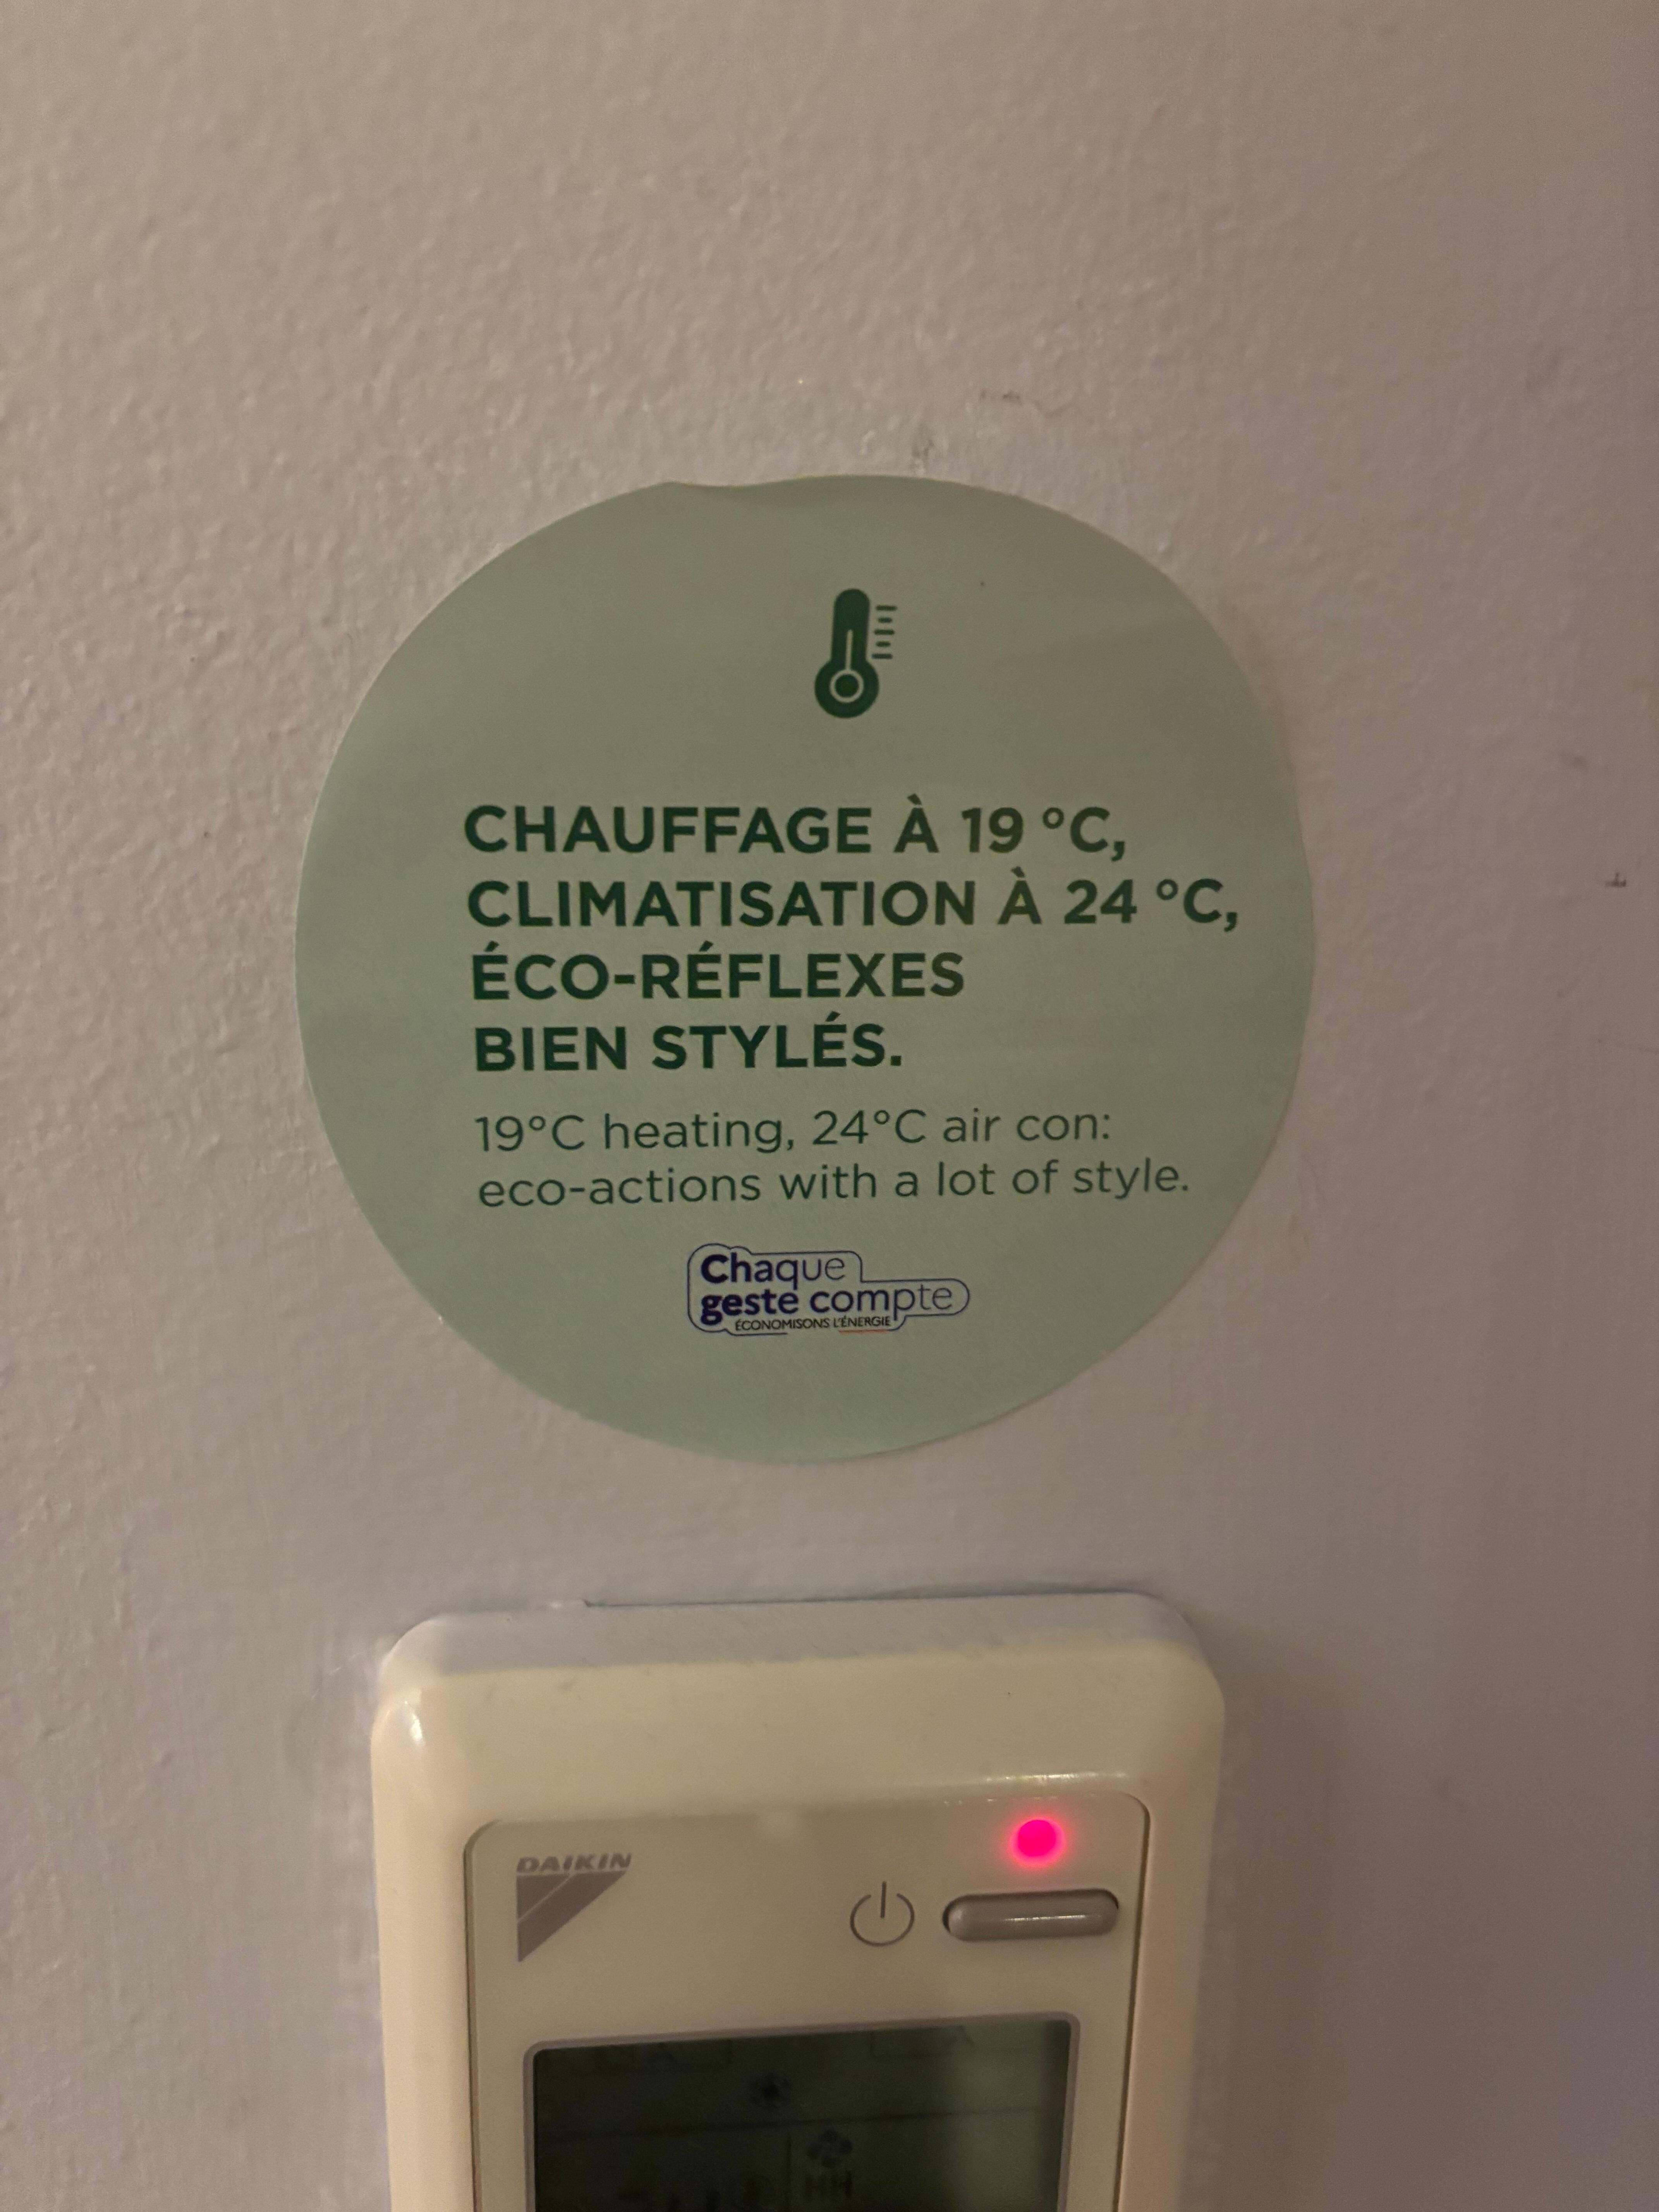 CHAUFFAGE À 19 °C,
CLIMATISATION À 24 °C,
ÉCO-RÉFLEXES
BIEN STYLÉS.
19°C heating, 24°C air con:
eco-actions with a lot of style.
Chaque
geste compte
ÉCONOMISONS L'ÉNERGIE
DAIKIN